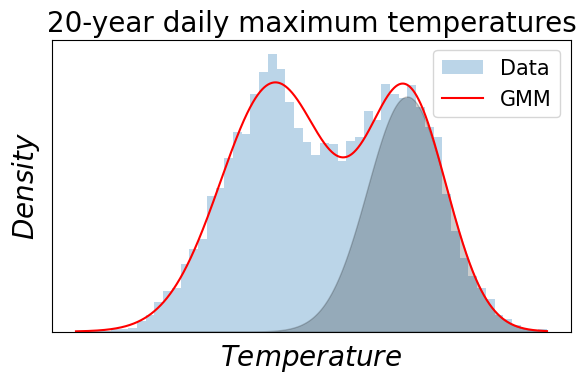 20-year daily maximum temperatures
Data
GMM
Density
Temperature